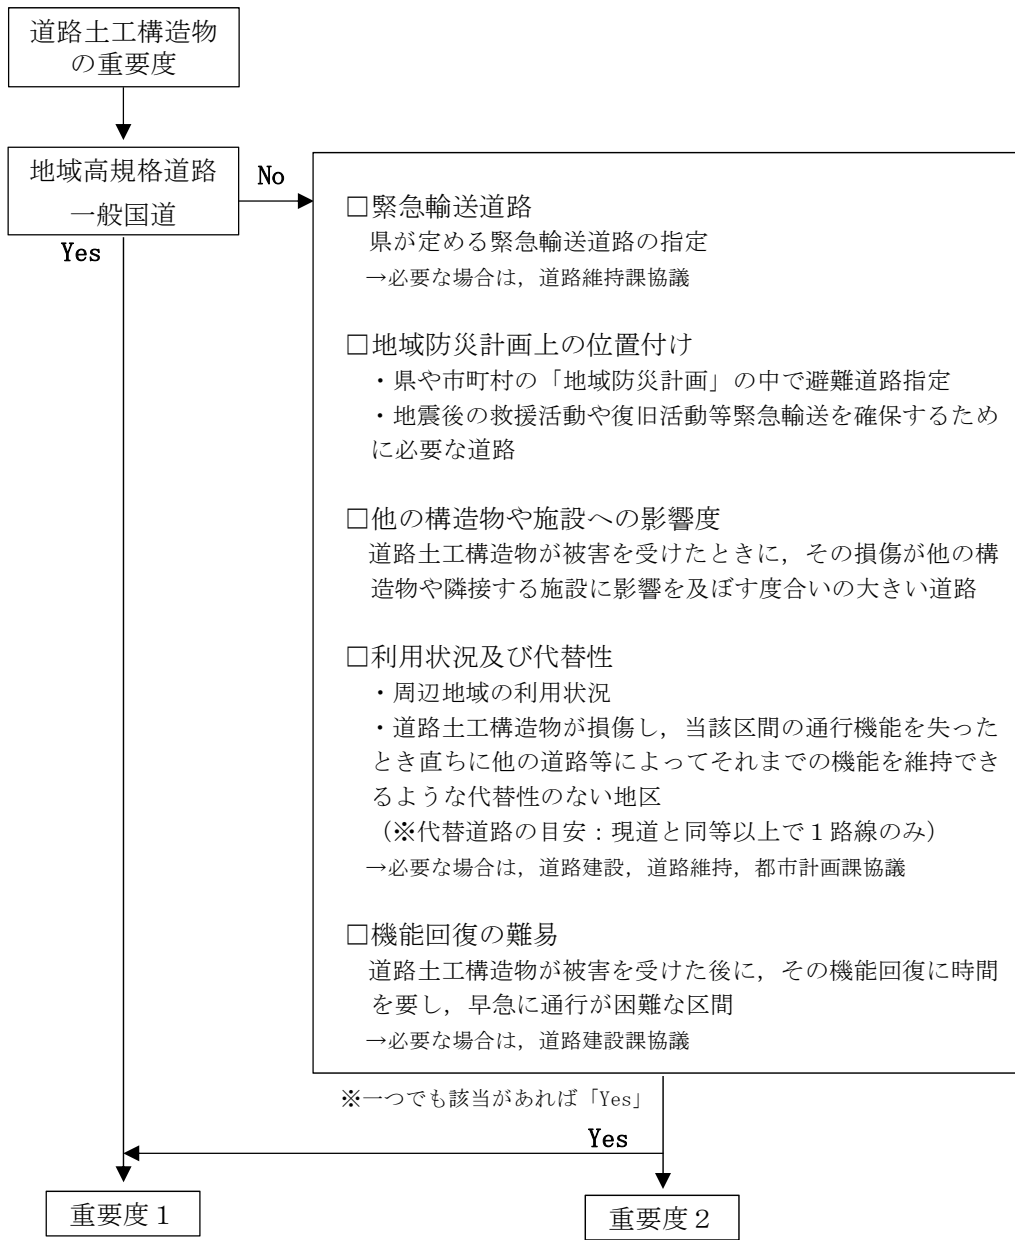 道路土工構造物
の重要度
地域高規格道路
一般国道
No
Yes
□緊急輸送道路
県が定める緊急輸送道路の指定
→必要な場合は，道路維持課協議
□地域防災計画上の位置付け
・県や市町村の「地域防災計画」の中で避難道路指定
・地震後の救援活動や復旧活動等緊急輸送を確保するため
に必要な道路
□他の構造物や施設への影響度
道路土工構造物が被害を受けたときに，その損傷が他の構
造物や隣接する施設に影響を及ぼす度合いの大きい道路
□利用状況及び代替性
・周辺地域の利用状況
・道路土工構造物が損傷し，当該区間の通行機能を失った
とき直ちに他の道路等によってそれまでの機能を維持でき
るような代替性のない地区
（※代替道路の目安：現道と同等以上で１路線のみ）
→必要な場合は，道路建設，道路維持，都市計画課協議
□機能回復の難易
道路土工構造物が被害を受けた後に，その機能回復に時間
を要し，早急に通行が困難な区間
→必要な場合は，道路建設課協議
※一つでも該当があれば「Yes」
Yes
重要度１
重要度２